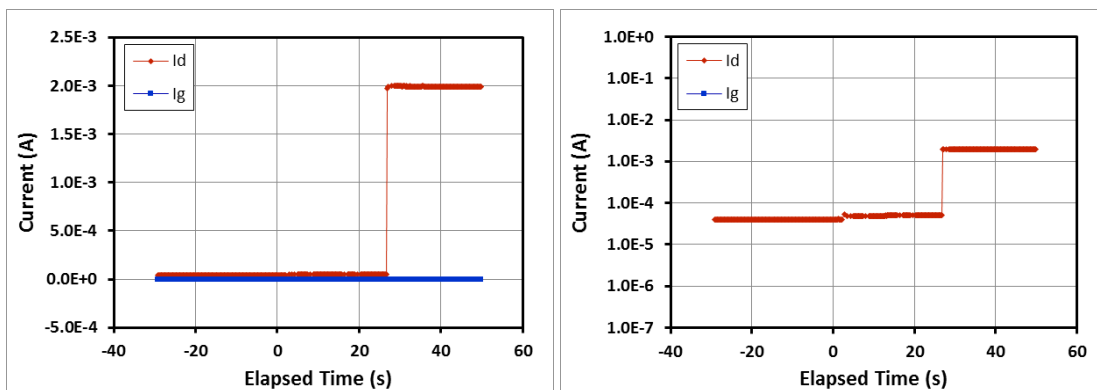 2.5E-3
2.0E-3
1.5E-3
1.0E-3
5.0E-4
0.0E+0
-5.0E-4
Current (A)
Id
Ig
-40 -20 0 20 40 60
Elapsed Time (s)
1.0E+0
1.0E-1
1.0E-2
1.0E-3
1.0E-4
1.0E-5
1.0E-6
1.0E-7
Current (A)
Id
Ig
-40 -20 0 20 40 60
Elapsed Time (s)